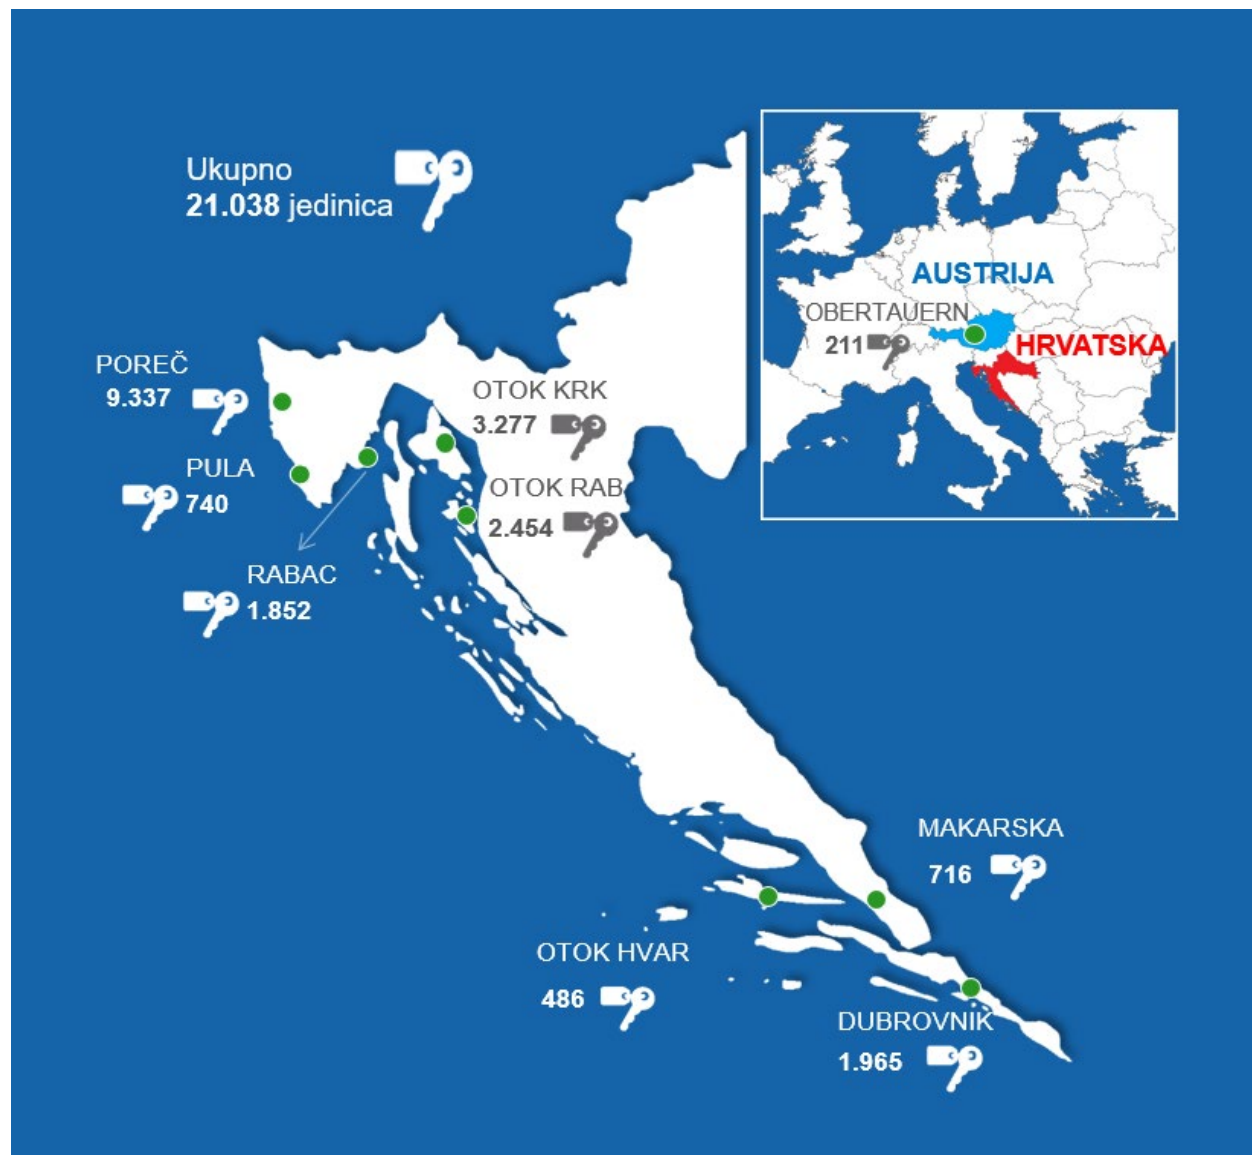 Ukupno
21.038 jedinica
AUSTRIJA
OBERTAUERN
211
HRVATSKA
POREČ
9.337
OTOK KRK
3.277
PULA
740
OTOK RAB
2.454
RABAC
1.852
MAKARSKA
716
OTOK HVAR
486
DUBROVNIK
1.965